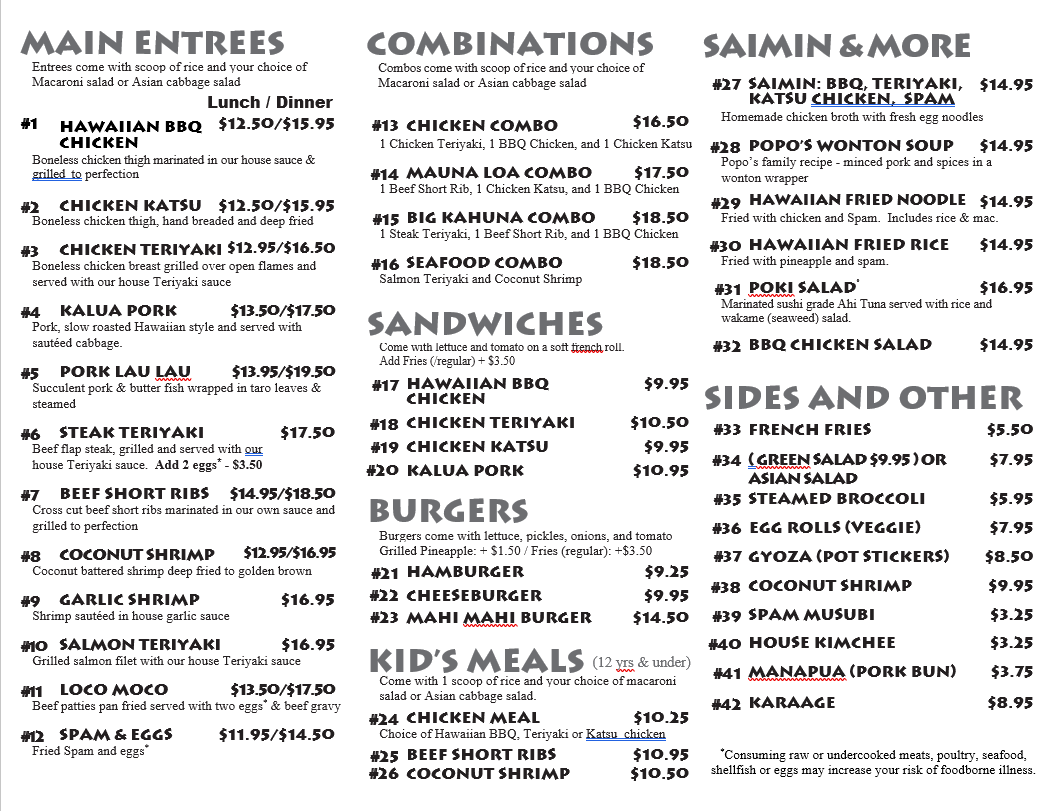 MAIN ENTREES
Entrees come with scoop of rice and your choice of
Macaroni salad or Asian cabbage salad
Lunch / Dinner
#1 HAWAIIAN BBQ $12.50/$15.95
CHICKEN
Boneless chicken thigh marinated in our house sauce &
grilled to perfection
#2 CHICKEN KATSU $12.50/$15.95
Boneless chicken thigh, hand breaded and deep fried
#3 CHICKEN TERIYAKI $12.95/$16.50
Boneless chicken breast grilled over open flames and
served with our house Teriyaki sauce
#4 KALUA PORK $13.50/$17.50
Pork, slow roasted Hawaiian style and served with
sautéed cabbage.
#5 PORK LAU LAU $13.95/$19.50
Succulent pork & butter fish wrapped in taro leaves &
steamed
#6 STEAK TERIYAKI $17.50
Beef flap steak, grilled and served with our
house Teriyaki sauce. Add 2 eggs* - $3.50
#7 BEEF SHORT RIBS $14.95/$18.50
Cross cut beef short ribs marinated in our own sauce and
grilled to perfection
#8 COCONUT SHRIMP $12.95/$16.95
Coconut battered shrimp deep fried to golden brown
#9 GARLIC SHRIMP $16.95
Shrimp sautéed in house garlic sauce
#10 SALMON TERIYAKI $16.95
Grilled salmon filet with our house Teriyaki sauce
#11 LOCO MOCO $13.50/$17.50
Beef patties pan fried served with two eggs* & beef gravy
#12 SPAM & EGGS $11.95/$14.50
Fried Spam and eggs*
COMBINATIONS
Combos come with scoop of rice and your choice of
Macaroni salad or Asian cabbage salad
#13 CHICKEN COMBO $16.50
1 Chicken Teriyaki, 1 BBQ Chicken, and 1 Chicken Katsu
#14 MAUNA LOA COMBO $17.50
1 Beef Short Rib, 1 Chicken Katsu, and 1 BBQ Chicken
#15 BIG KAHUNA COMBO $18.50
1 Steak Teriyaki, 1 Beef Short Rib, and 1 BBQ Chicken
#16 SEAFOOD COMBO $18.50
Salmon Teriyaki and Coconut Shrimp
SANDWICHES
Come with lettuce and tomato on a soft french roll.
Add Fries (/regular) + $3.50
#17 HAWAIIAN BBQ $9.95
CHICKEN
#18 CHICKEN TERIYAKI $10.50
#19 CHICKEN KATSU $9.95
#20 KALUA PORK $10.95
BURGERS
Burgers come with lettuce, pickles, onions, and tomato
Grilled Pineapple: + $1.50 / Fries (regular): +$3.50
#21 HAMBURGER $9.25
#22 CHEESEBURGER $9.95
#23 MAHI MAHI BURGER $14.50
KID'S MEALS (12 yrs & under)
Come with 1 scoop of rice and your choice of macaroni
salad or Asian cabbage salad.
#24 CHICKEN MEAL $10.25
Choice of Hawaiian BBQ, Teriyaki or Katsu chicken
#25 BEEF SHORT RIBS $10.95
#26 COCONUT SHRIMP $10.50
SAIMIN & MORE
#27 SAIMIN: BBQ, TERIYAKI, $14.95
KATSU CHICKEN, SPAM
Homemade chicken broth with fresh egg noodles
#28 POPO'S WONTON SOUP $14.95
Popo's family recipe - minced pork and spices in a
wonton wrapper
#29 HAWAIIAN FRIED NOODLE $14.95
Fried with chicken and Spam. Includes rice & mac.
#30 HAWAIIAN FRIED RICE $14.95
Fried with pineapple and spam.
#31 POKI SALAD* $16.95
Marinated sushi grade Ahi Tuna served with rice and
wakame (seaweed) salad.
#32 BBQ CHICKEN SALAD $14.95
SIDES AND OTHER
#33 FRENCH FRIES $5.50
#34 (GREEN SALAD $9.95) OR $7.95
ASIAN SALAD
#35 STEAMED BROCCOLI $5.95
#36 EGG ROLLS (VEGGIE) $7.95
#37 GYOZA (POT STICKERS) $8.50
#38 COCONUT SHRIMP $9.95
#39 SPAM MUSUBI $3.25
#40 HOUSE KIMCHEE $3.25
#41 MANAPUA (PORK BUN) $3.75
#42 KARAAGE $8.95
*Consuming raw or undercooked meats, poultry, seafood,
shellfish or eggs may increase your risk of foodborne illness.